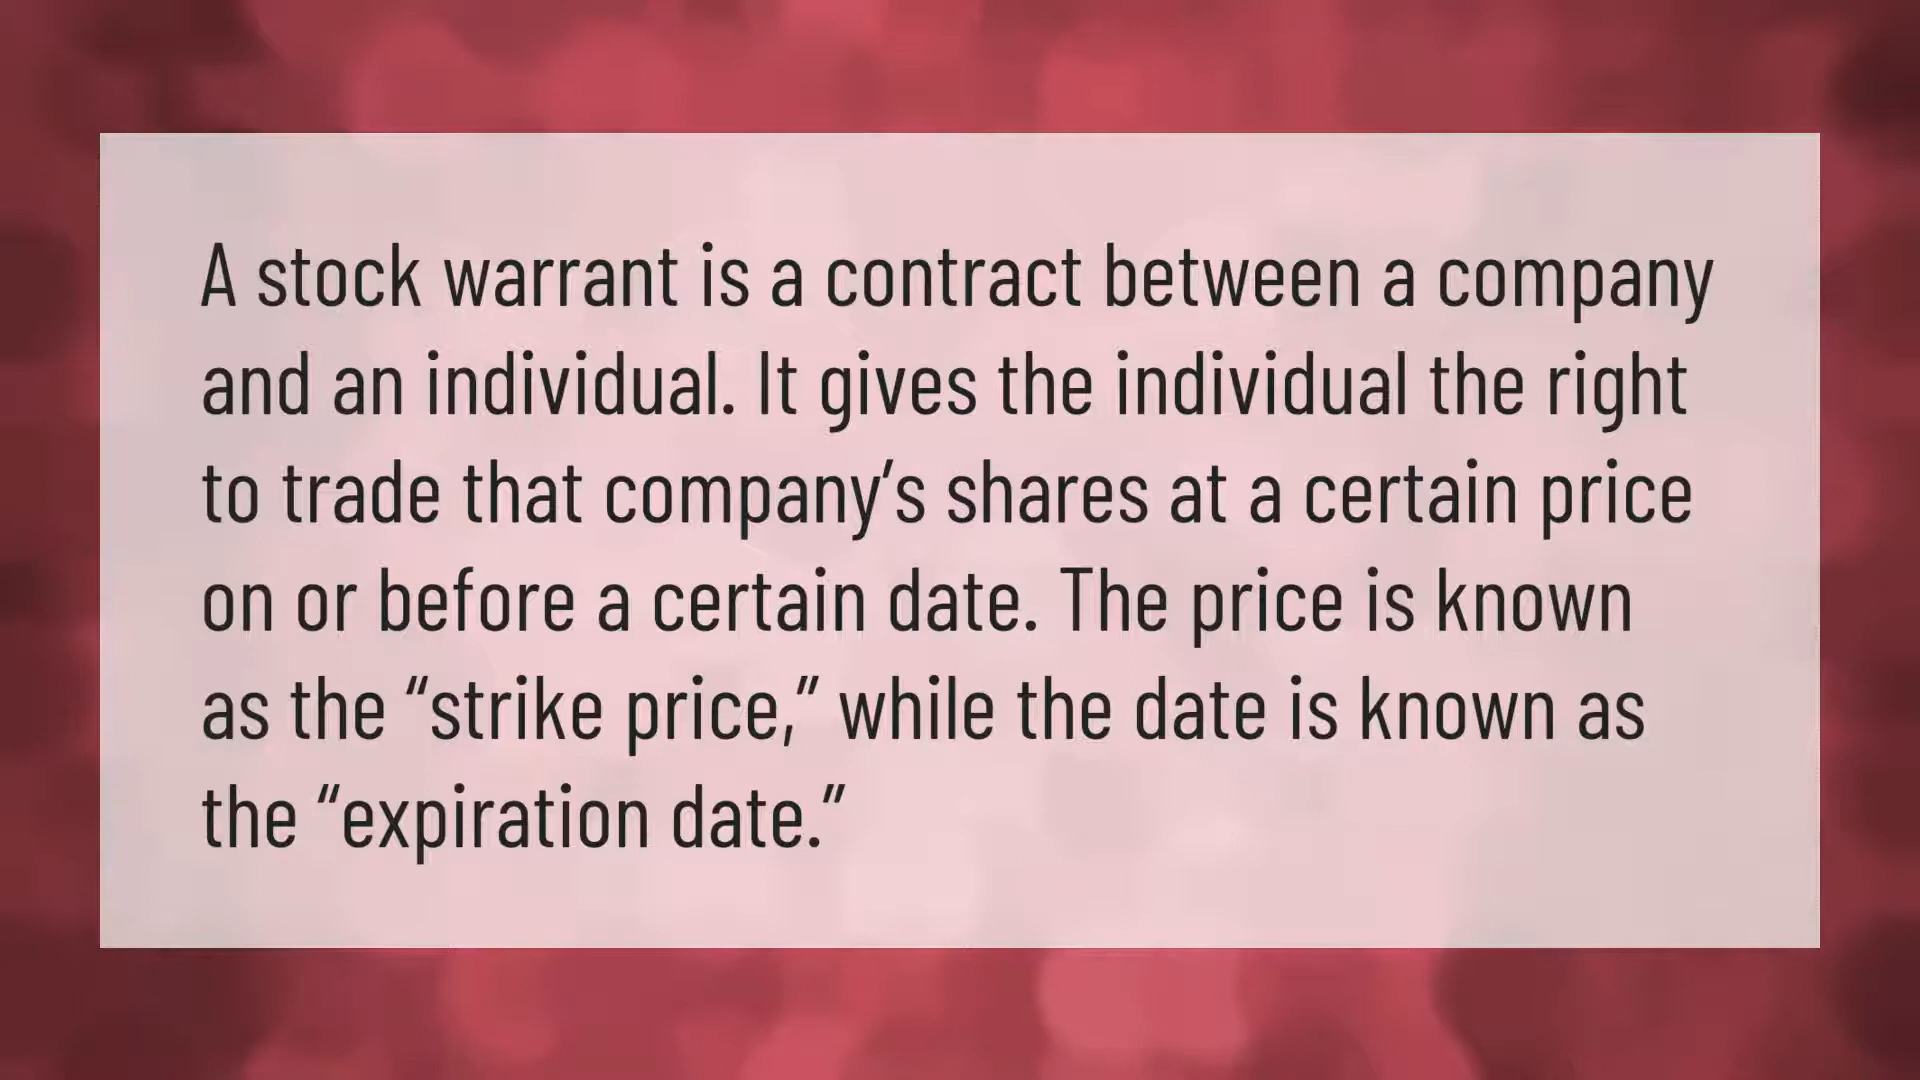 A stock warrant is a contract between a company
and an individual. It gives the individual the right
to trade that company’s shares at a certain price
on or before a certain date. The price is known
as the “strike price,” while the date is known as
the “expiration date.”